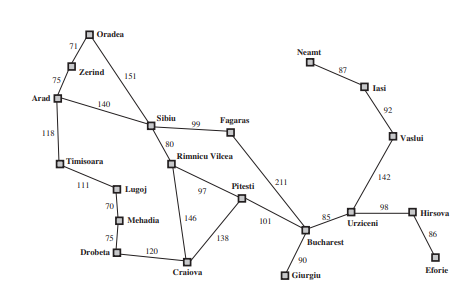 Oradea
71
Neamt
Zerind
87
75
151
Iasi
Arad
140
92
Sibiu
99
Fagaras
118
Vaslui
80
Timisoara
Rimnicu Vilcea
142
111
Lugoj
97
Pitesti
211
70
98
Hirsova
Mehadia
146
101
85
Urziceni
75
138
86
Bucharest
Drobeta
120
90
Craiova
Giurgiu
Eforie